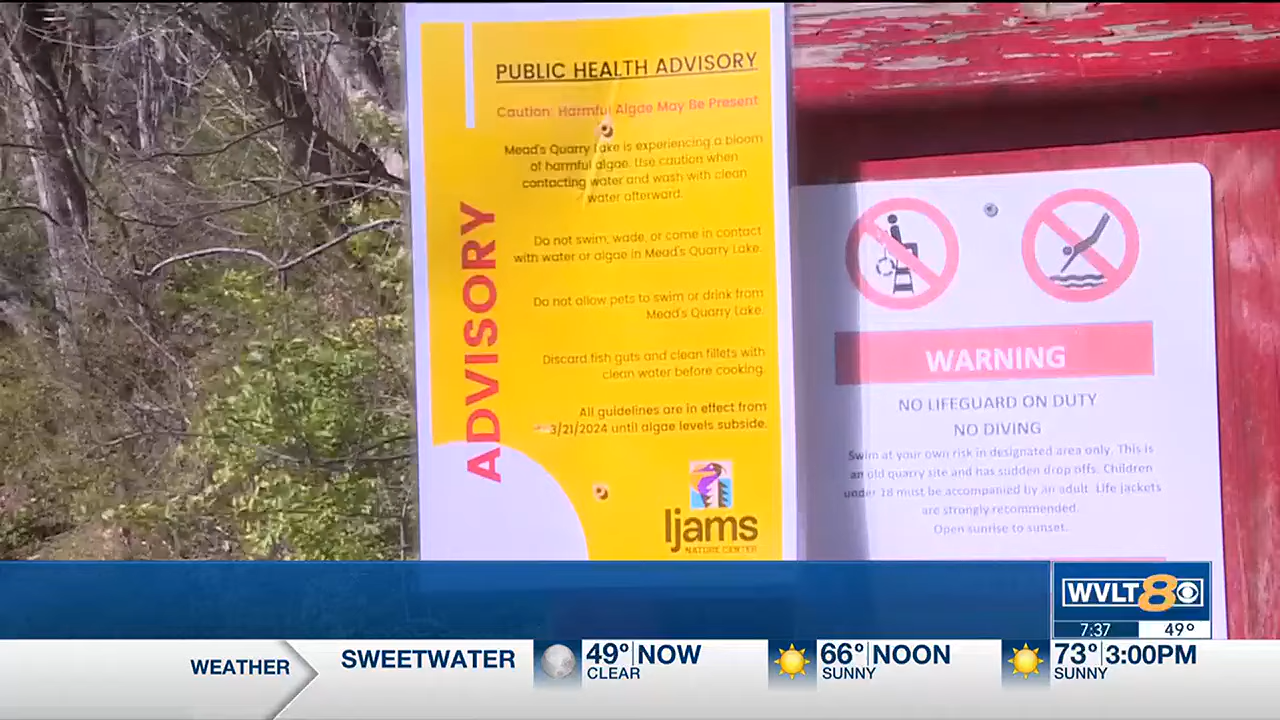 PUBLIC HEALTH ADVISORY
Caution: Harmful Algae May Be Present
Mead's Quarry Lake is experiencing a bloom
of harmful algae. Use caution when
contacting water and wash with clean
water afterward.
Do not swim, wade, or come in contact
with water or algae in Mead's Quarry Lake.
Do not allow pets to swim or drink from
Mead's Quarry Lake.
Discard fish guts and clean fillets with
clean water before cooking.
All guidelines are in effect from
3/21/2024 until algae levels subside.
ADVISORY
Ijams
NATURE CENTER
WARNING
NO LIFEGUARD ON DUTY
NO DIVING
Swim at your own risk in designated area only. This is
an old quarry site and has sudden drop offs. Children
under 18 must be accompanied by an adult. Life jackets
are strongly recommended.
Open sunrise to sunset.
WVLT8
7:37 49°
WEATHER SWEETWATER 49° NOW 66° NOON 73° 3:00PM
CLEAR SUNNY SUNNY